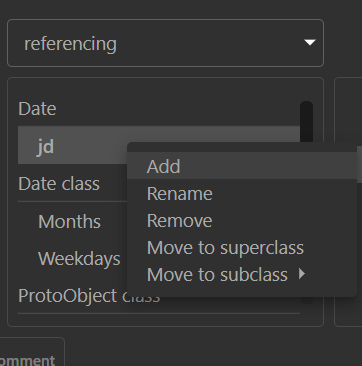 referencing
Date
jd
Date class
Months
Weekdays
ProtoObject class
Add
Rename
Remove
Move to superclass
Move to subclass
omment